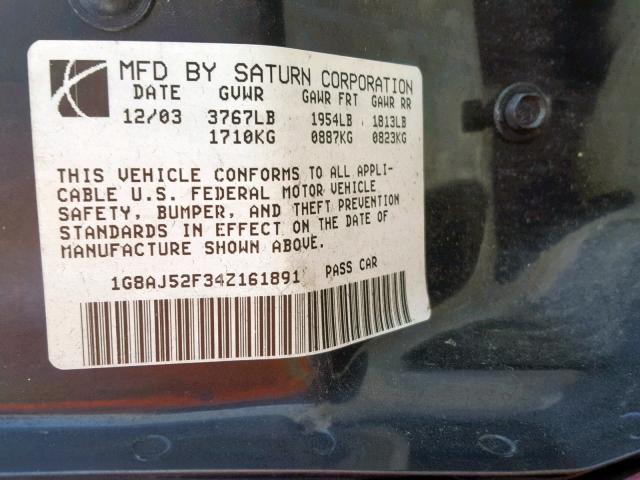 MFD BY SATURN CORPORATION
DATE GVWR GAWR FRT GAWR RR
12/03 3767LB 1954LB 1813LB
1710KG 0887KG 0823KG
THIS VEHICLE CONFORMS TO ALL APPLI-
CABLE U.S. FEDERAL MOTOR VEHICLE
SAFETY, BUMPER, AND THEFT PREVENTION
STANDARDS IN EFFECT ON THE DATE OF
MANUFACTURE SHOWN ABOVE.
1G8AJ52F34Z161891 PASS CAR